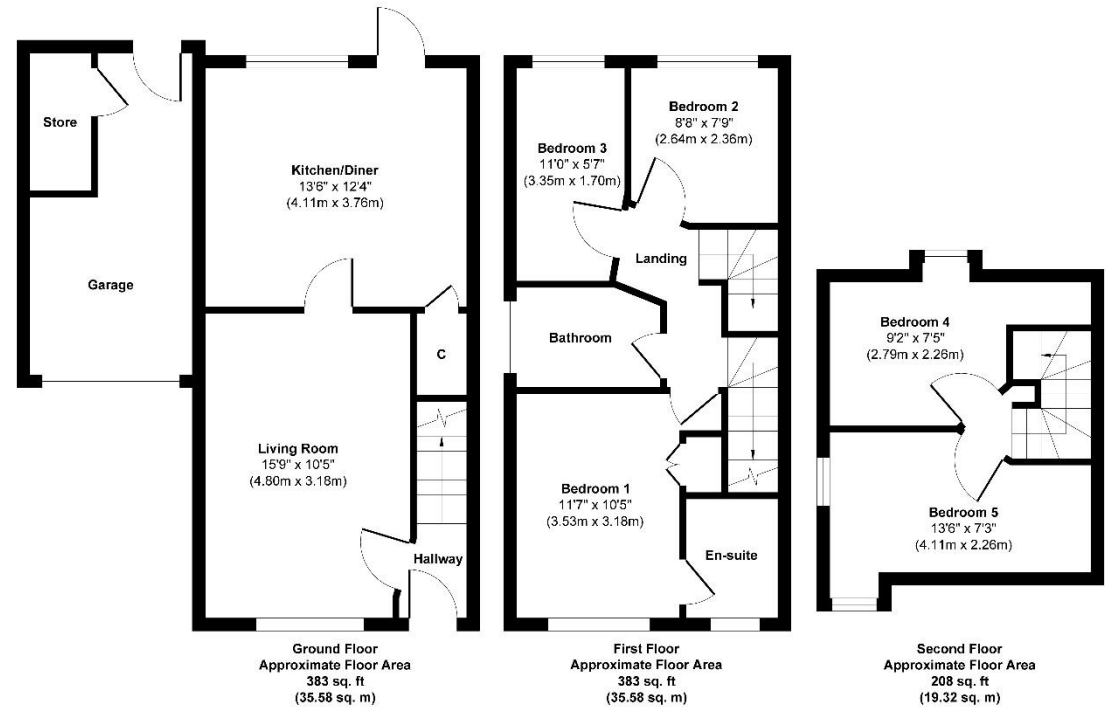 Store
Garage
Kitchen/Diner
13'6" x 12'4"
(4.11m x 3.76m)
C
Living Room
15'9" x 10'5"
(4.80m x 3.18m)
Hallway
Ground Floor
Approximate Floor Area
383 sq. ft
(35.58 sq. m)
Bedroom 2
8'8" x 7'9"
(2.64m x 2.36m)
Bedroom 3
11'0" x 5'7"
(3.35m x 1.70m)
Landing
Bathroom
Bedroom 1
11'7" x 10'5"
(3.53m x 3.18m)
En-suite
First Floor
Approximate Floor Area
383 sq. ft
(35.58 sq. m)
Bedroom 4
9'2" x 7'5"
(2.79m x 2.26m)
Bedroom 5
13'6" x 7'3"
(4.11m x 2.26m)
Second Floor
Approximate Floor Area
208 sq. ft
(19.32 sq. m)